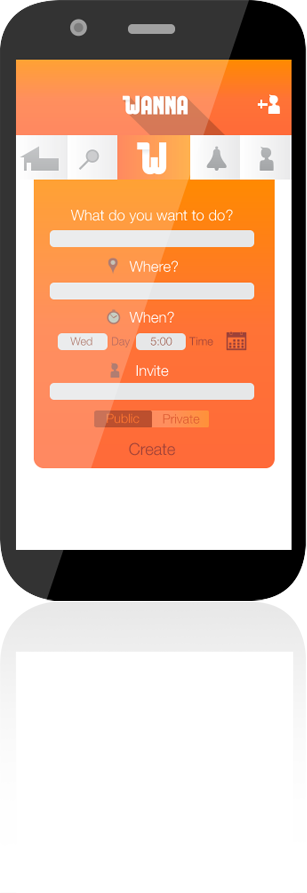 WANNA
W
What do you want to do?
Where?
When?
Wed Day 5:00 Time
Invite
Public Private
Create